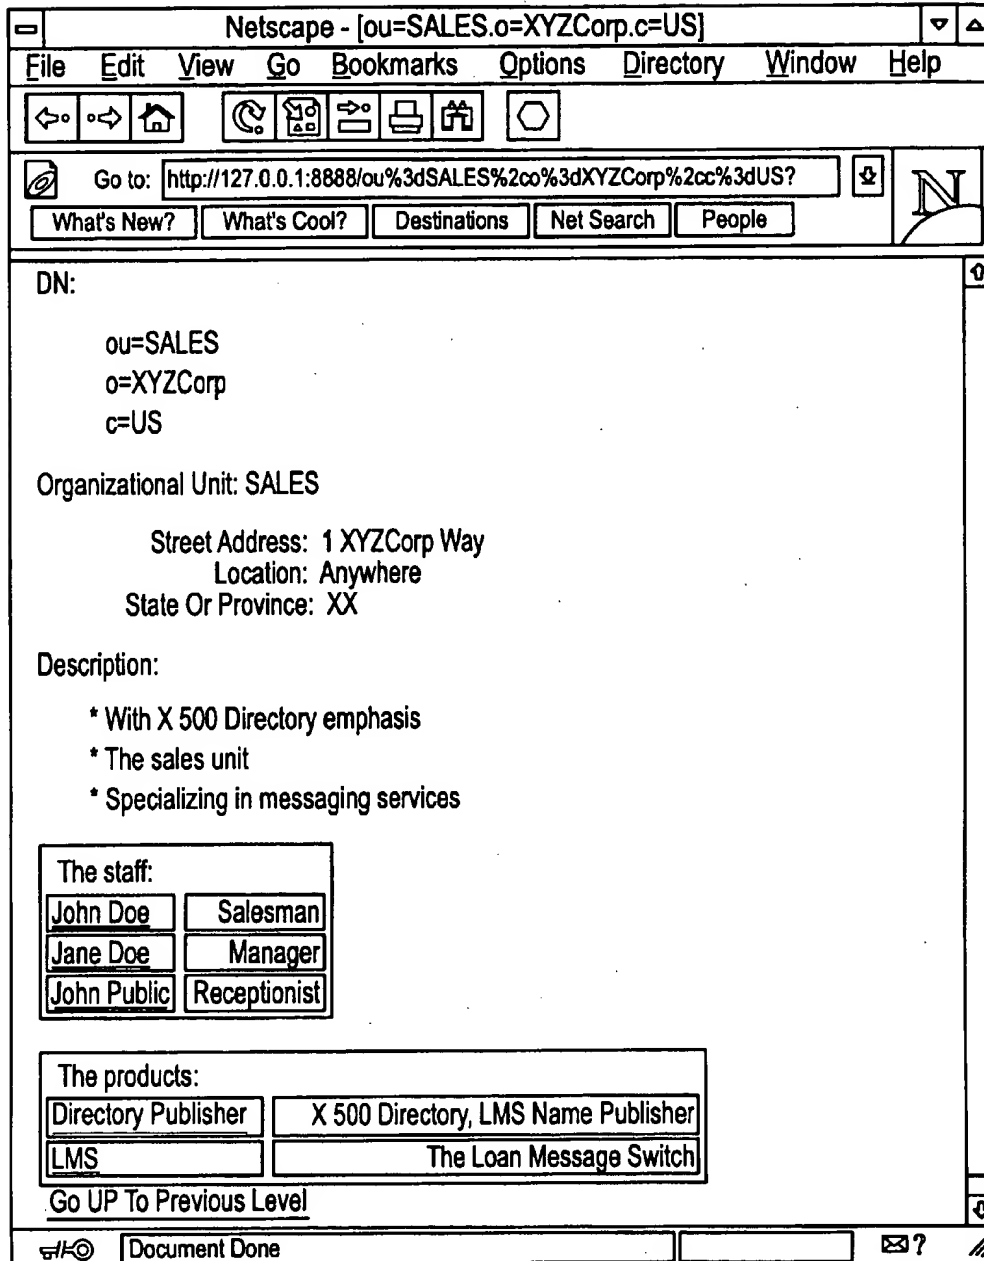 Netscape - [ou=SALES.o=XYZCorp.c=US]
File Edit View Go Bookmarks Options Directory Window Help
Go to: http://127.0.0.1:8888/ou%3dSALES%2co%3dXYZCorp%2cc%3dUS?
N
What's New? What's Cool? Destinations Net Search People
DN:
ou=SALES
o=XYZCorp
c=US
Organizational Unit: SALES
Street Address: 1 XYZCorp Way
Location: Anywhere
State Or Province: XX
Description:
* With X 500 Directory emphasis
* The sales unit
* Specializing in messaging services
The staff:
John Doe Salesman
Jane Doe Manager
John Public Receptionist
The products:
Directory Publisher X 500 Directory, LMS Name Publisher
LMS The Loan Message Switch
Go UP To Previous Level
Document Done ?